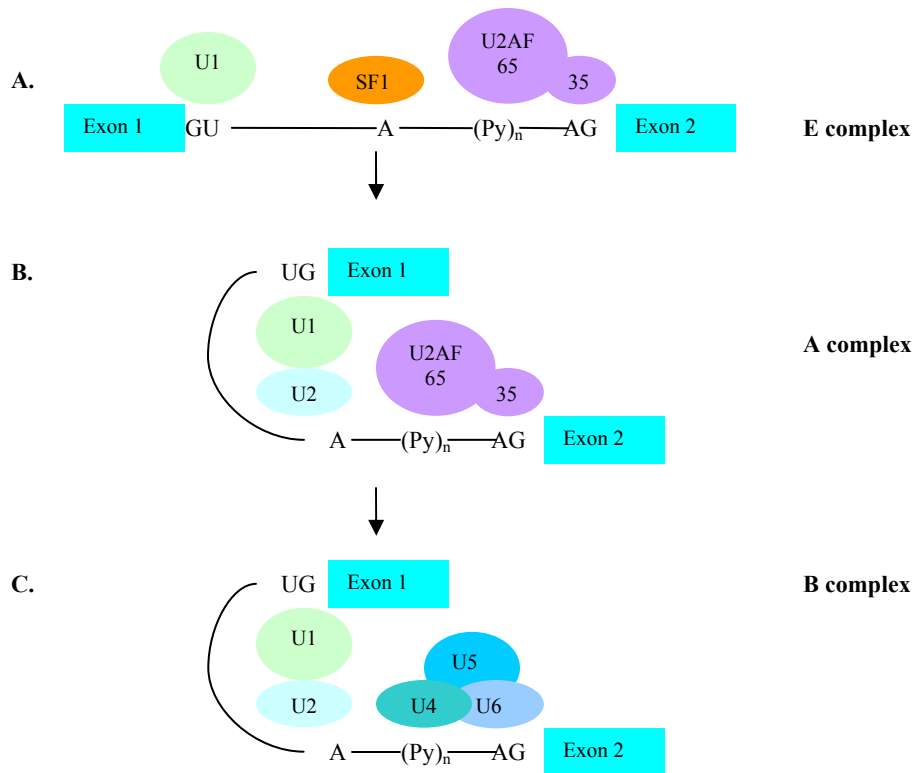 U1
SF1
U2AF
65
35
A.
Exon 1
GU
A
(Py)n
AG
Exon 2
E complex
B.
UG
Exon 1
U1
U2
U2AF
65
35
A complex
A
(Py)n
AG
Exon 2
C.
UG
Exon 1
B complex
U1
U2
U5
U4
U6
A
(Py)n
AG
Exon 2